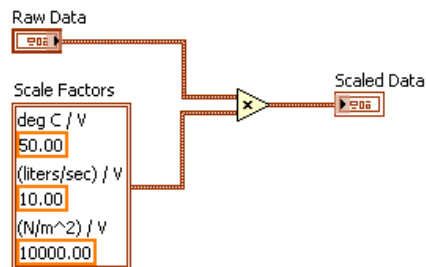 Raw Data
Scale Factors
deg C / V
50.00
(liters/sec) / V
10.00
(N/m^2) / V
10000.00
x
Scaled Data